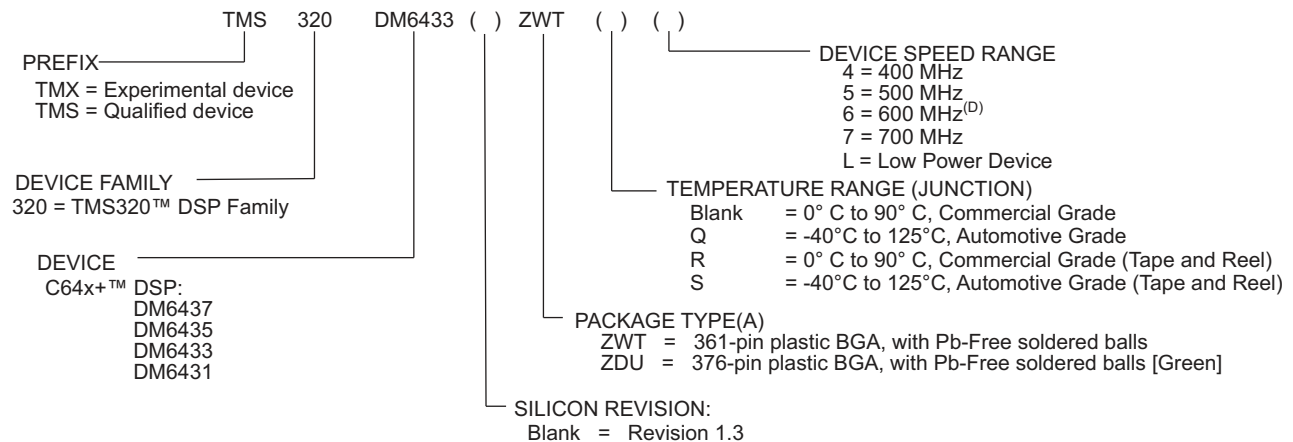 TMS 320 DM6433 ( ) ZWT ( ) ( )
PREFIX
TMX = Experimental device
TMS = Qualified device
DEVICE SPEED RANGE
4 = 400 MHz
5 = 500 MHz
6 = 600 MHz(D)
7 = 700 MHz
L = Low Power Device
DEVICE FAMILY
320 = TMS320™ DSP Family
TEMPERATURE RANGE (JUNCTION)
Blank = 0° C to 90° C, Commercial Grade
Q = -40°C to 125°C, Automotive Grade
R = 0° C to 90° C, Commercial Grade (Tape and Reel)
S = -40°C to 125°C, Automotive Grade (Tape and Reel)
DEVICE
C64x+™ DSP:
DM6437
DM6435
DM6433
DM6431
PACKAGE TYPE(A)
ZWT = 361-pin plastic BGA, with Pb-Free soldered balls
ZDU = 376-pin plastic BGA, with Pb-Free soldered balls [Green]
SILICON REVISION:
Blank = Revision 1.3